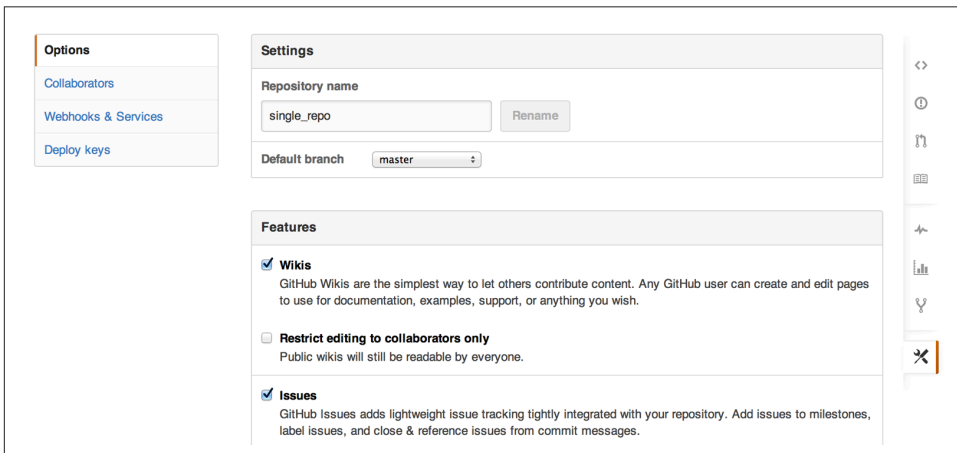 Options
Collaborators
Webhooks & Services
Deploy keys
Settings
Repository name
single_repo
Rename
Default branch
master
Features
Wikis
GitHub Wikis are the simplest way to let others contribute content. Any GitHub user can create and edit pages
to use for documentation, examples, support, or anything you wish.
Restrict editing to collaborators only
Public wikis will still be readable by everyone.
Issues
GitHub Issues adds lightweight issue tracking tightly integrated with your repository. Add issues to milestones,
label issues, and close & reference issues from commit messages.